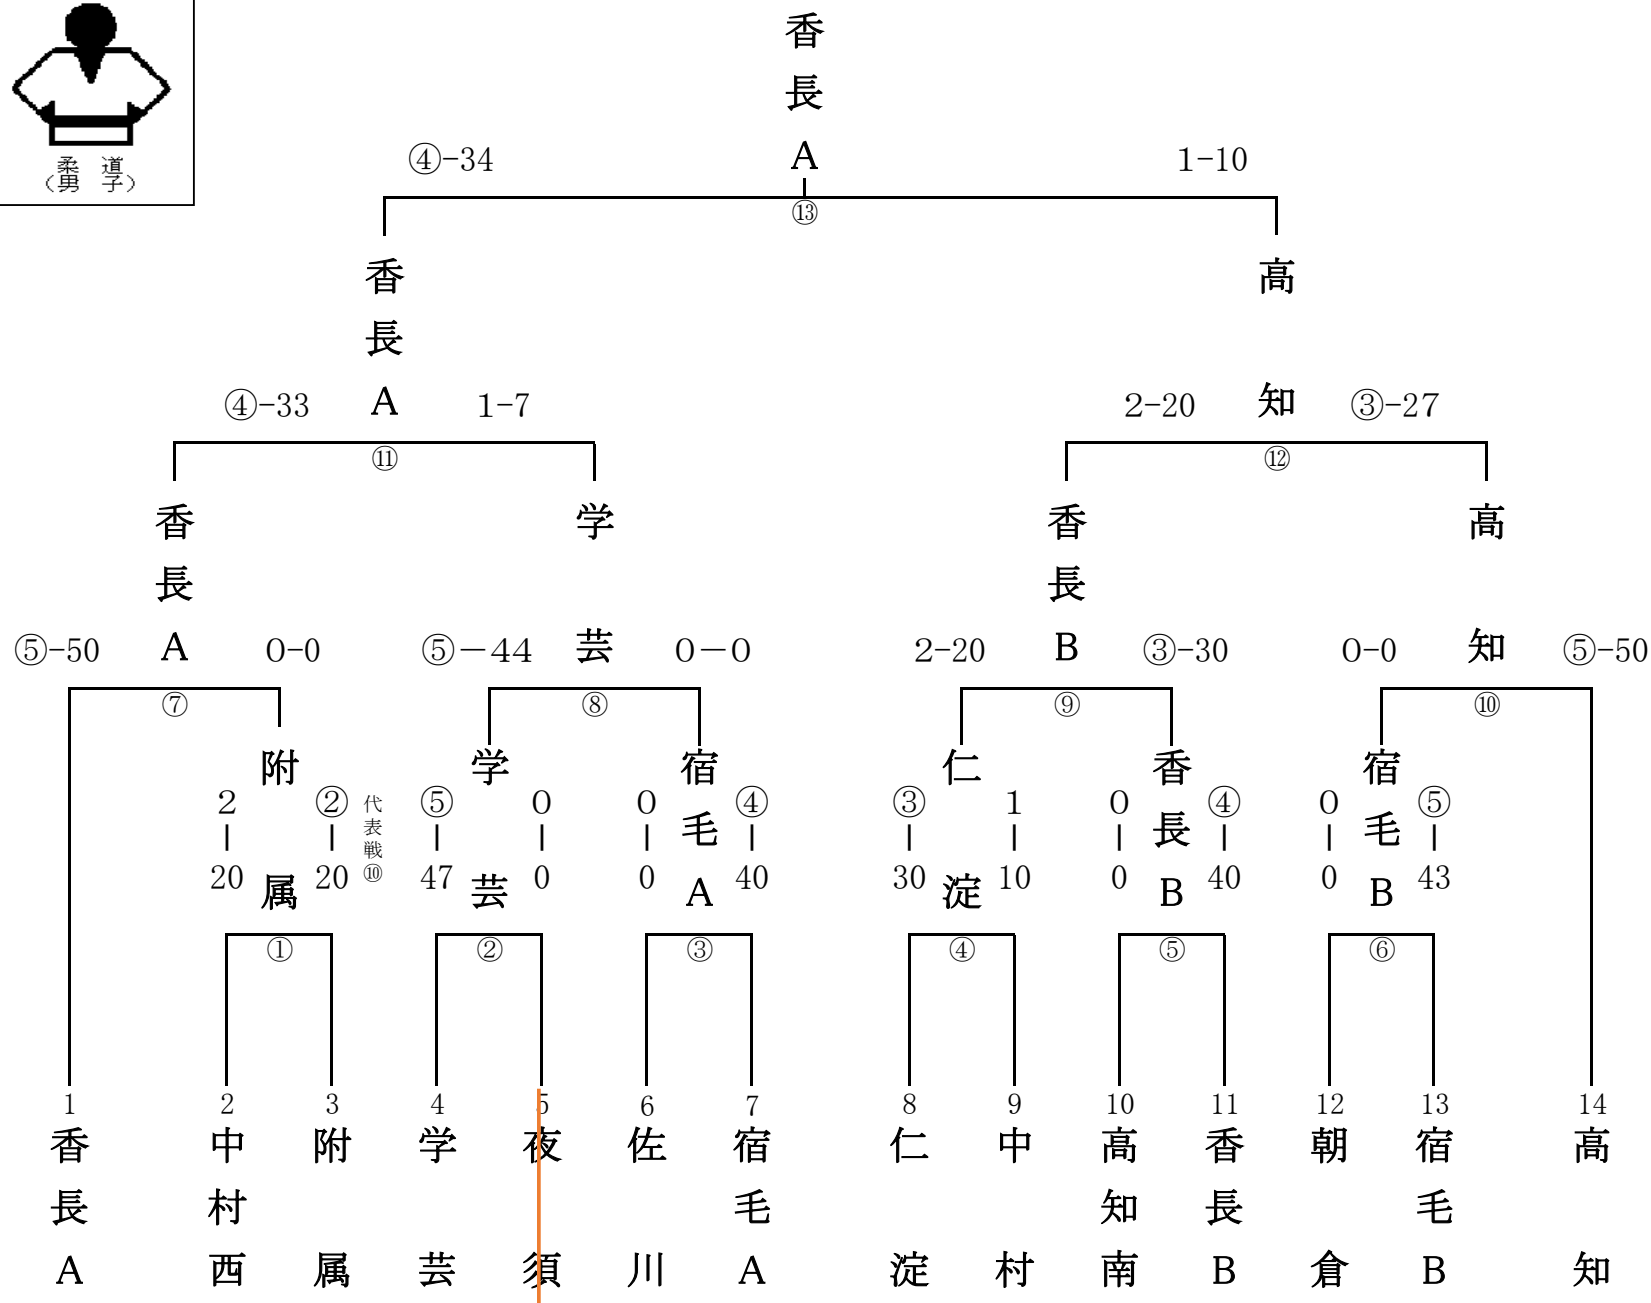 香長A
柔道
（男子）
④-34
1-10
⑬
香長A
高知
④-33
1-7
2-20
③-27
⑪
⑫
香長A
学芸
香長B
高知
⑤-50
0-0
⑤－44
0－0
2-20
③-30
0-0
⑤-50
⑦
⑧
⑨
⑩
附属
学芸
宿毛A
仁淀
香長B
宿毛B
2-20
②-20
代表戦⑩
⑤-47
0-0
0-0
④-40
③-30
1-10
0-0
④-40
0-0
⑤-43
①
②
③
④
⑤
⑥
1 香長A
2 中村西
3 附属
4 学芸
5 夜須
6 佐川
7 宿毛A
8 仁淀
9 中村
10 高知南
11 香長B
12 朝倉
13 宿毛B
14 高知